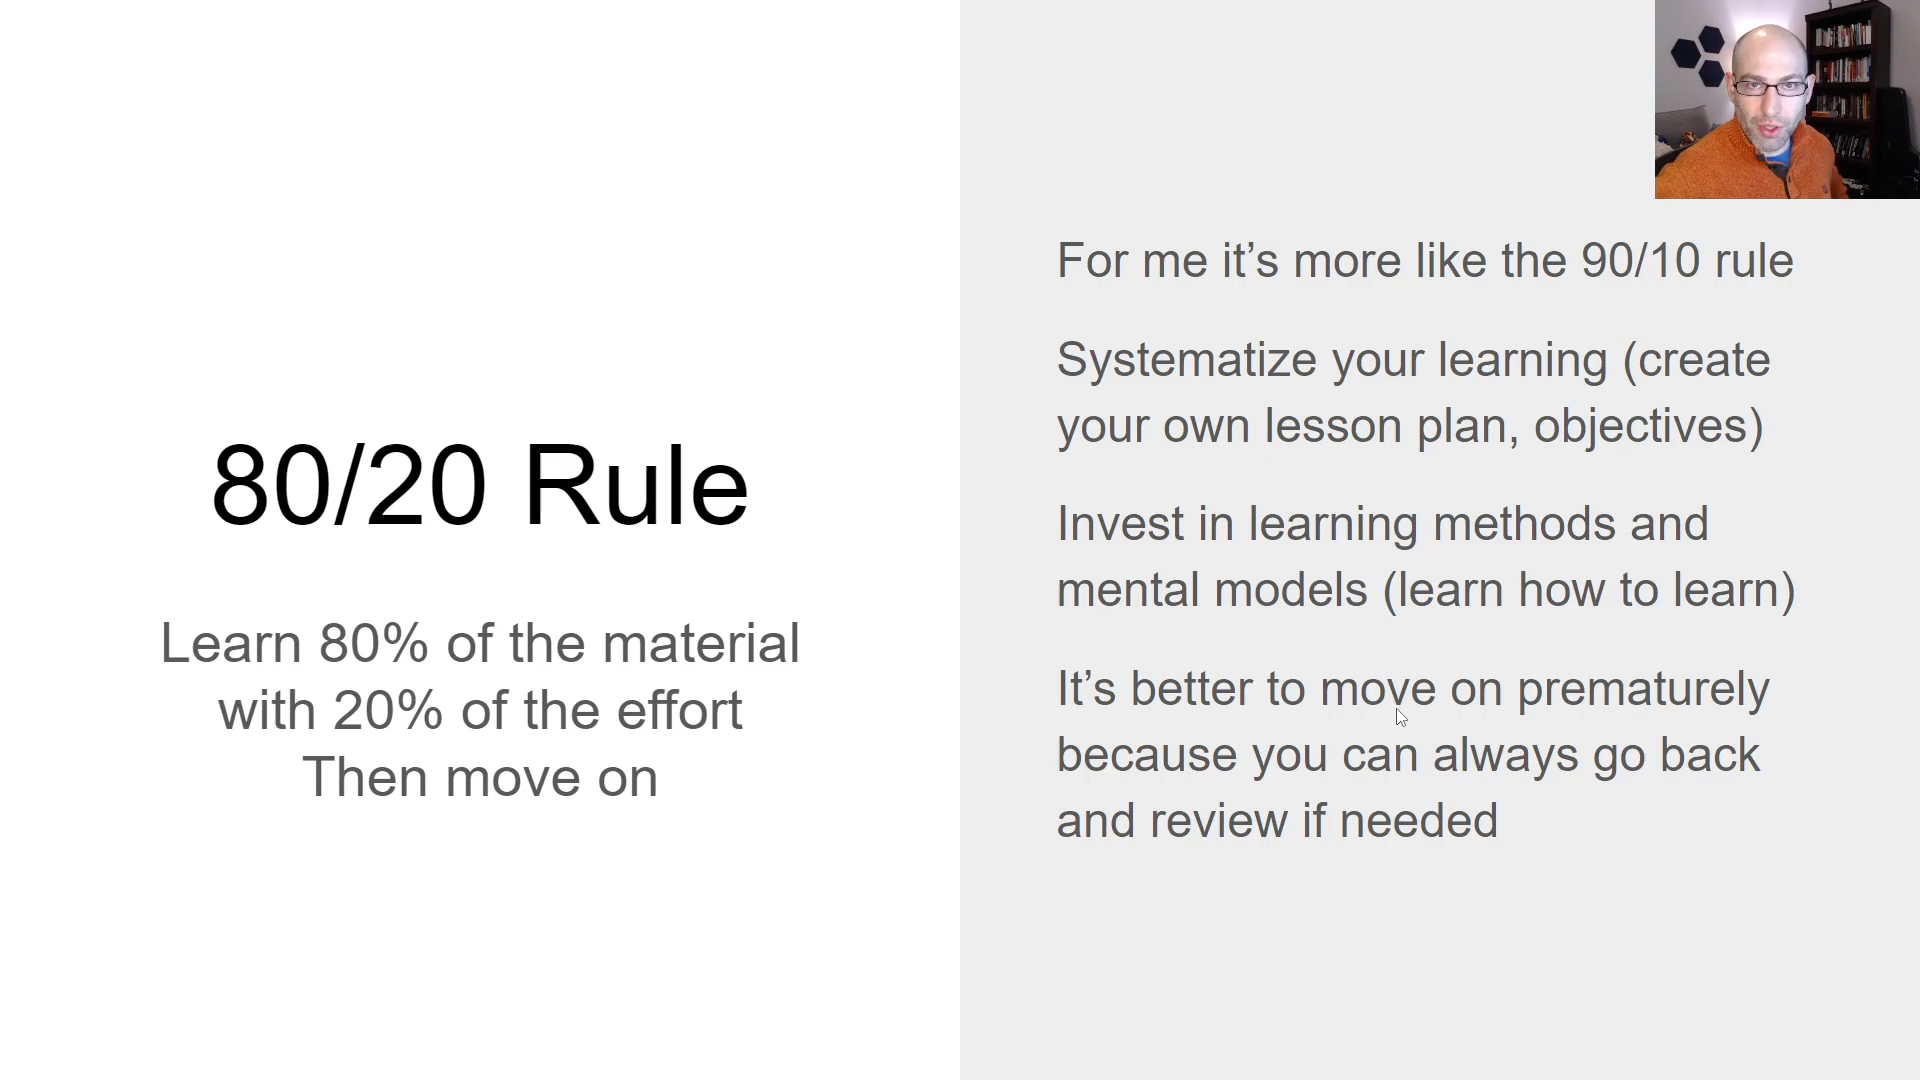 80/20 Rule
Learn 80% of the material
with 20% of the effort
Then move on
For me it’s more like the 90/10 rule
Systematize your learning (create
your own lesson plan, objectives)
Invest in learning methods and
mental models (learn how to learn)
It’s better to move on prematurely
because you can always go back
and review if needed